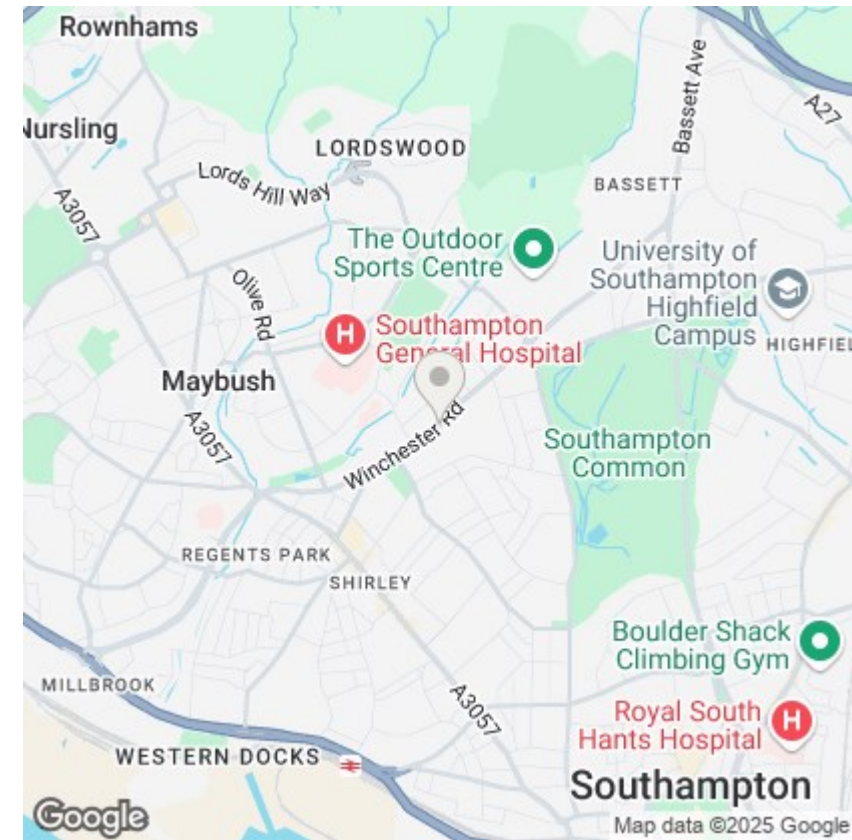 Rownhams
Nursling
LORDSWOOD
Lords Hill Way
A3057
Bassett Ave
A27
BASSETT
The Outdoor
Sports Centre
University of
Southampton
Highfield
Campus
HIGHFIEL
Olive Rd
H
Southampton
General Hospital
Maybush
A3057
Winchester Rd
Southampton
Common
REGENTS PARK
SHIRLEY
Boulder Shack
Climbing Gym
MILLBROOK
A3057
Royal South
Hants Hospital
H
WESTERN DOCKS
Southampton
Google
Map data ©2025 Google